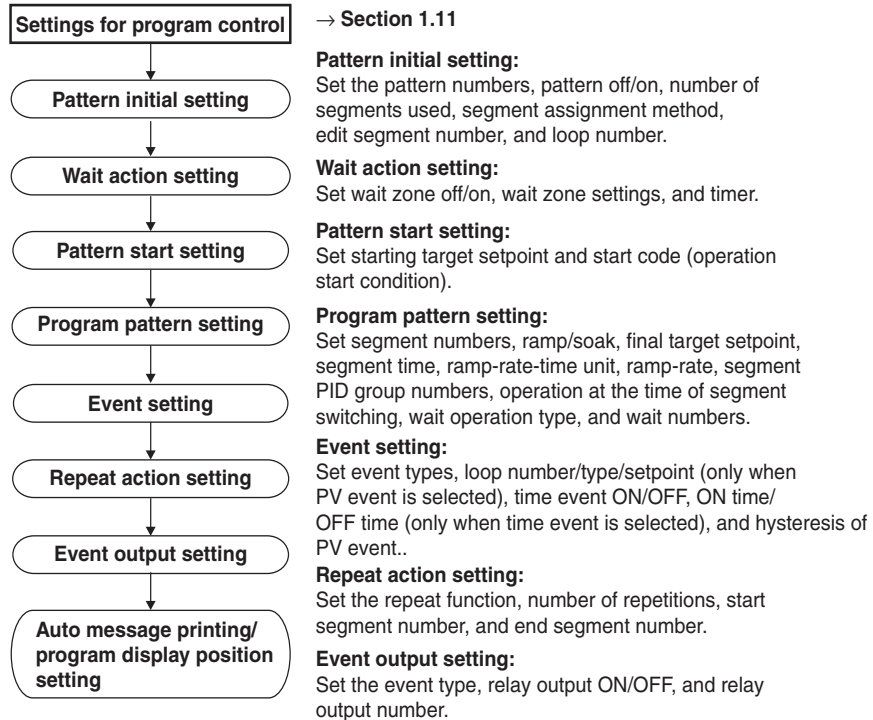 Settings for program control
→ Section 1.11
Pattern initial setting
Wait action setting
Pattern start setting
Program pattern setting
Event setting
Repeat action setting
Event output setting
Auto message printing/
program display position
setting
Pattern initial setting:
Set the pattern numbers, pattern off/on, number of
segments used, segment assignment method,
edit segment number, and loop number.
Wait action setting:
Set wait zone off/on, wait zone settings, and timer.
Pattern start setting:
Set starting target setpoint and start code (operation
start condition).
Program pattern setting:
Set segment numbers, ramp/soak, final target setpoint,
segment time, ramp-rate-time unit, ramp-rate, segment
PID group numbers, operation at the time of segment
switching, wait operation type, and wait numbers.
Event setting:
Set event types, loop number/type/setpoint (only when
PV event is selected), time event ON/OFF, ON time/
OFF time (only when time event is selected), and hysteresis of
PV event..
Repeat action setting:
Set the repeat function, number of repetitions, start
segment number, and end segment number.
Event output setting:
Set the event type, relay output ON/OFF, and relay
output number.